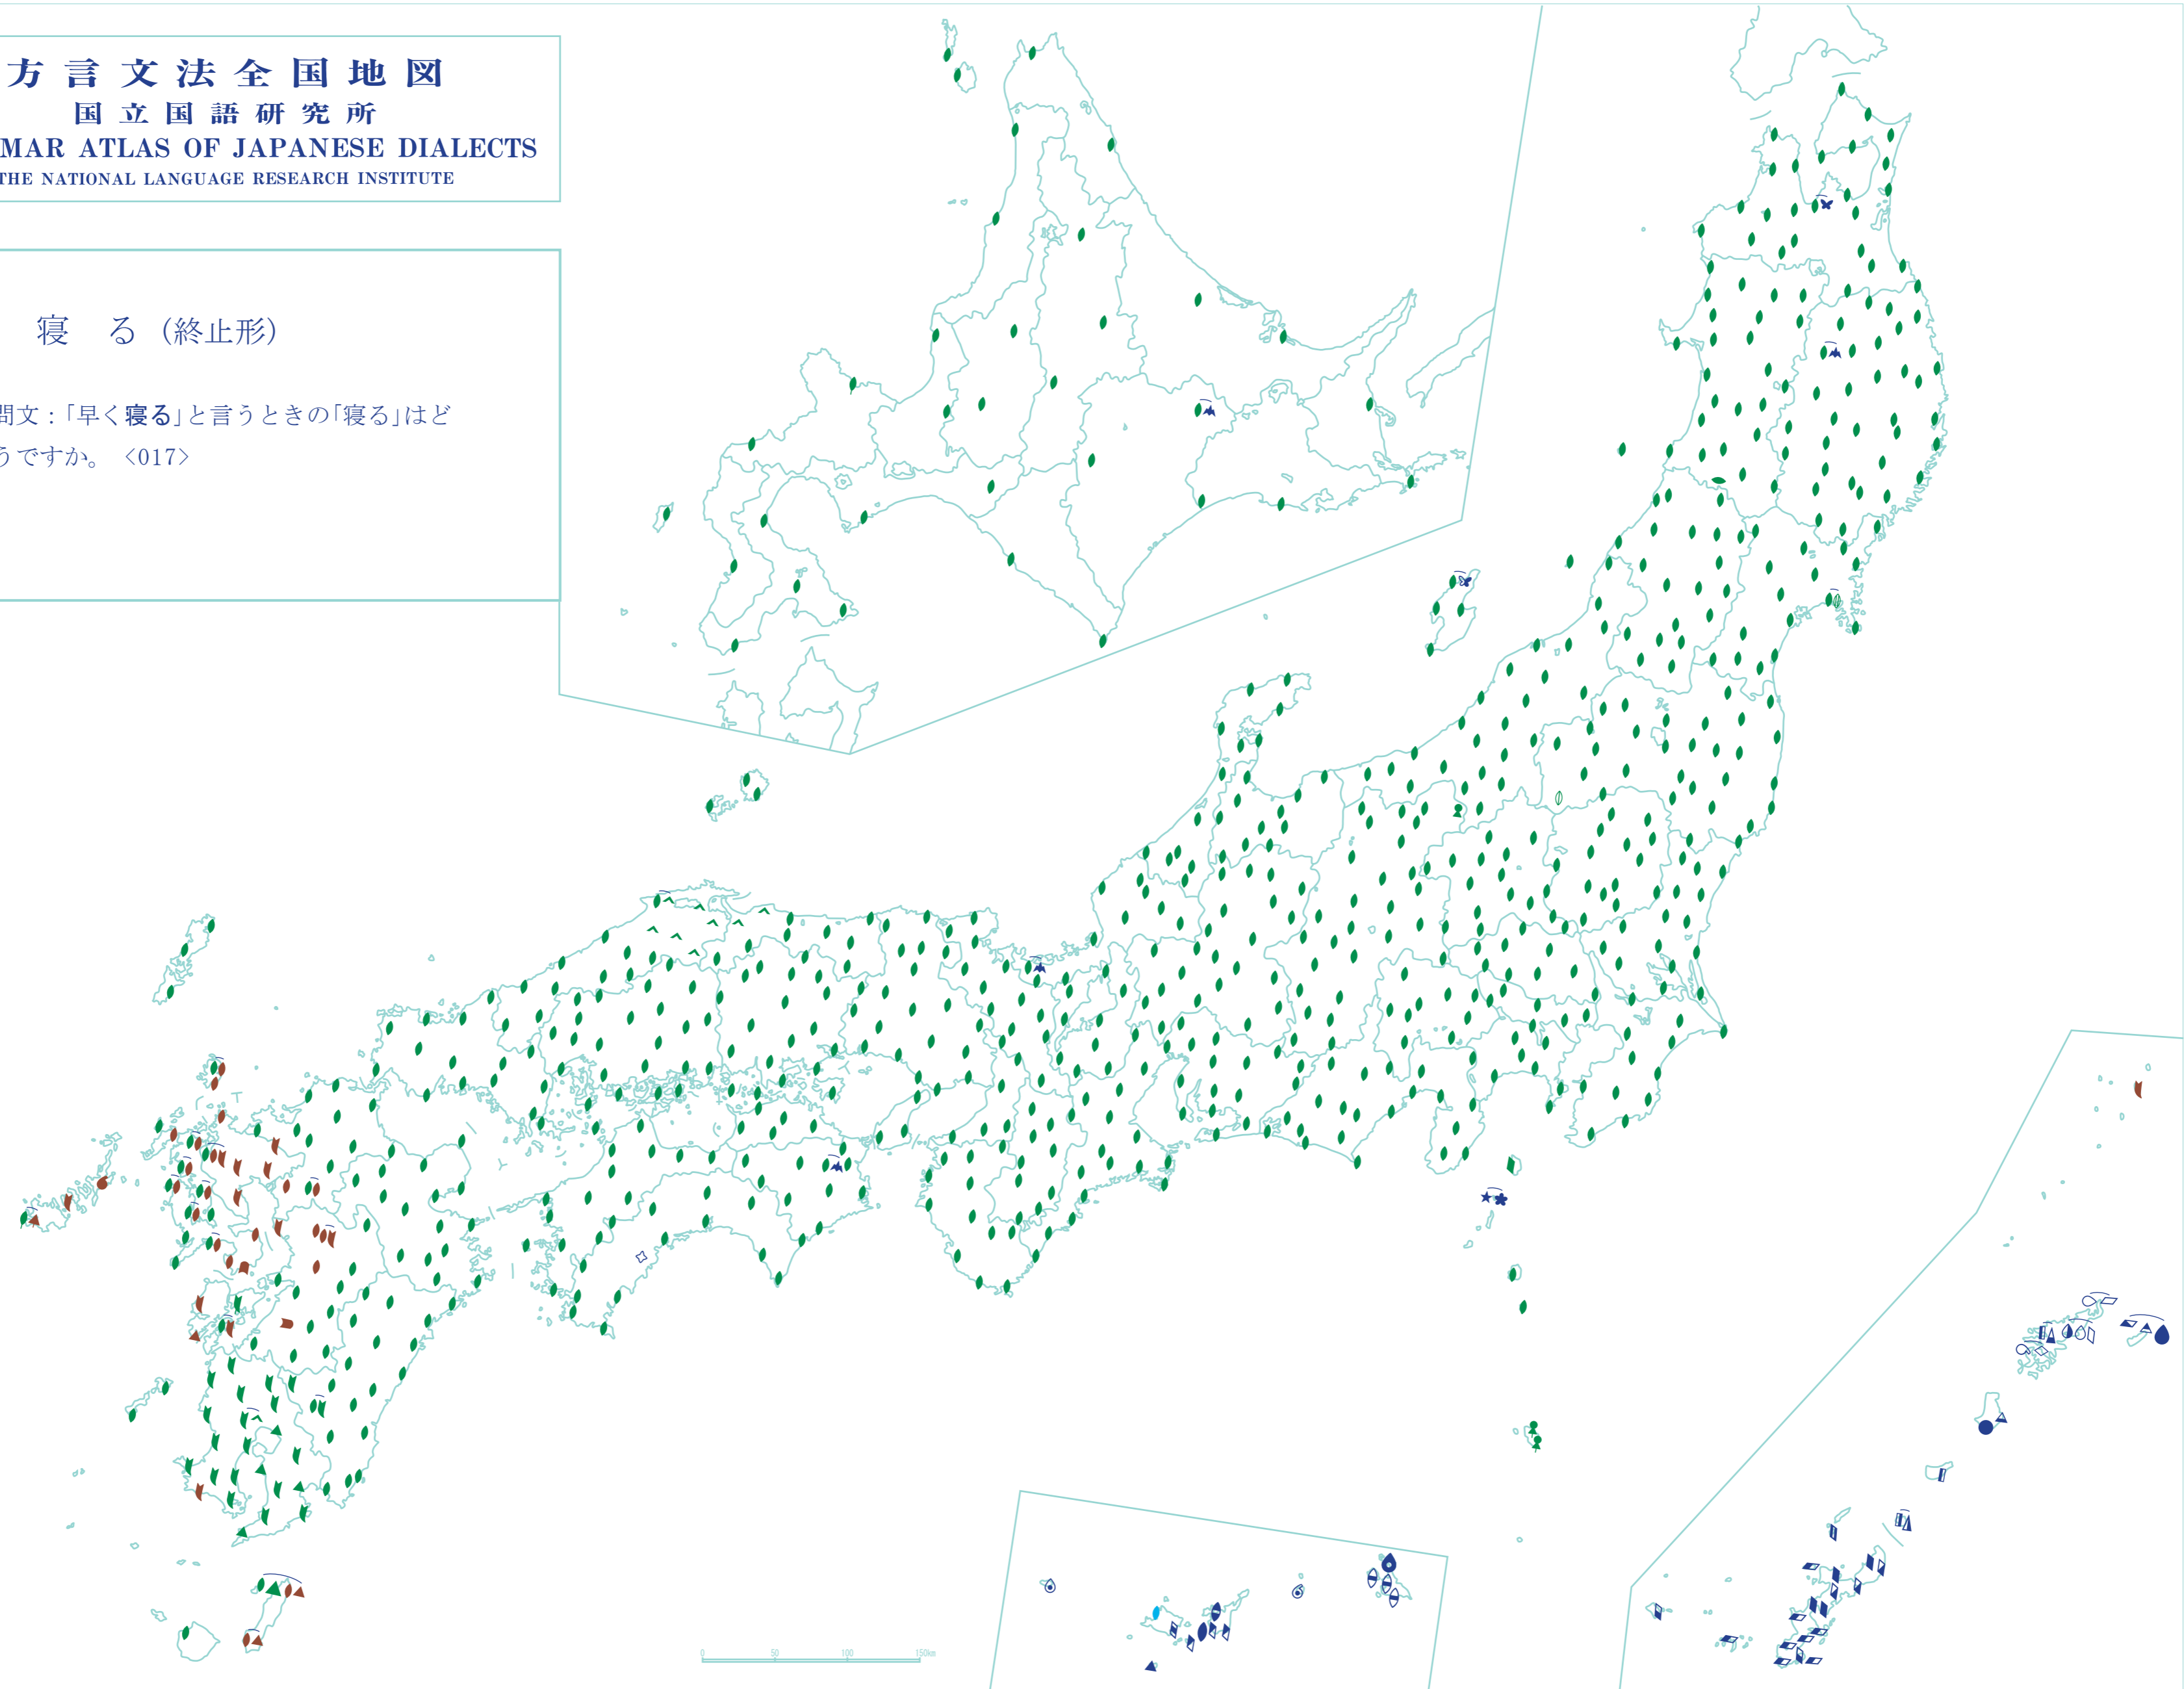 方言文法全国地図
国立国語研究所
MAR ATLAS OF JAPANESE DIALECTS
THE NATIONAL LANGUAGE RESEARCH INSTITUTE
寝　る（終止形）
問文：「早く寝る」と言うときの「寝る」はど
うですか。 <017>
0 50 100 150km